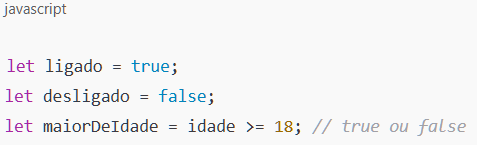 javascript
let ligado = true;
let desligado = false;
let maiorDeIdade = idade >= 18; // true ou false